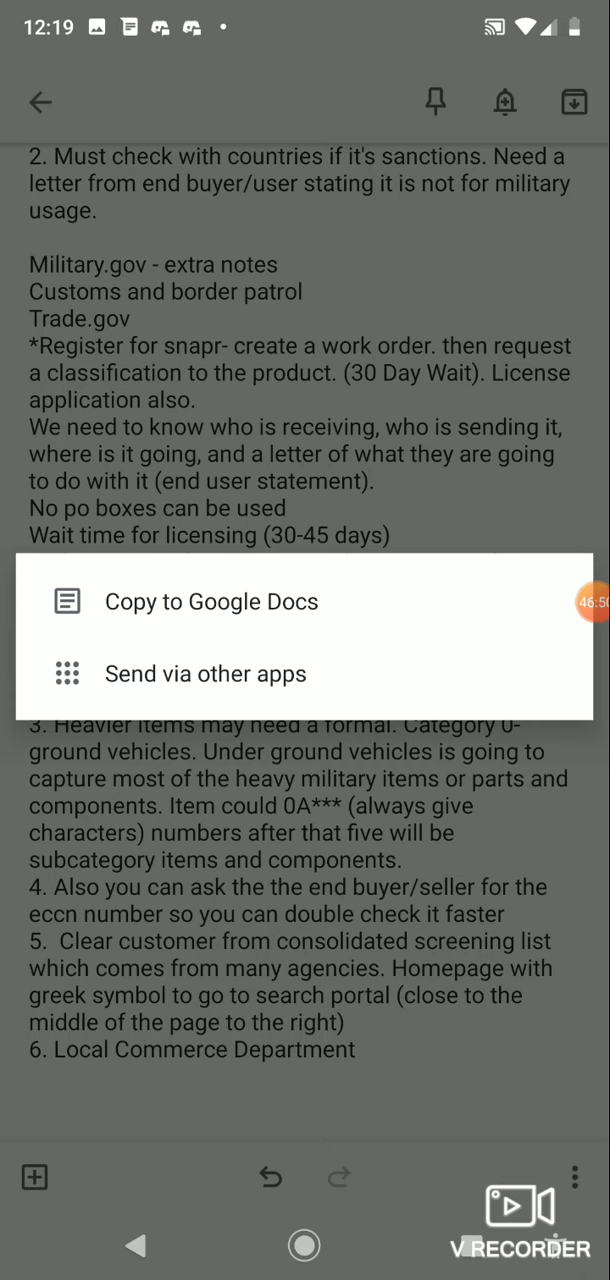 12:19
2. Must check with countries if it's sanctions. Need a
letter from end buyer/user stating it is not for military
usage.
Military.gov - extra notes
Customs and border patrol
Trade.gov
*Register for snapr- create a work order. then request
a classification to the product. (30 Day Wait). License
application also.
We need to know who is receiving, who is sending it,
where is it going, and a letter of what they are going
to do with it (end user statement).
No po boxes can be used
Wait time for licensing (30-45 days)
Copy to Google Docs
46:50
Send via other apps
3. Heavier items may need a formal. Category 0-
ground vehicles. Under ground vehicles is going to
capture most of the heavy military items or parts and
components. Item could 0A*** (always give
characters) numbers after that five will be
subcategory items and components.
4. Also you can ask the the end buyer/seller for the
eccn number so you can double check it faster
5.  Clear customer from consolidated screening list
which comes from many agencies. Homepage with
greek symbol to go to search portal (close to the
middle of the page to the right)
6. Local Commerce Department
V RECORDER